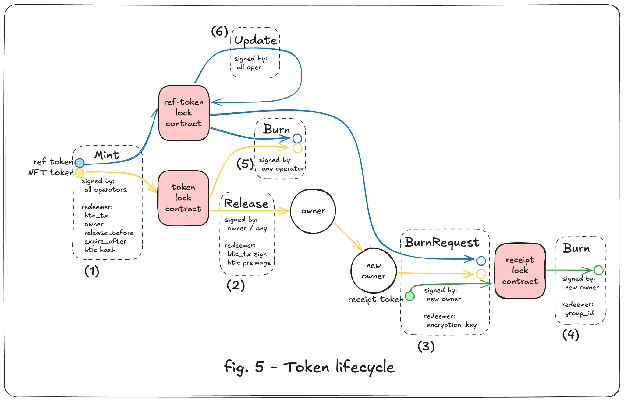 (6)
Update
signed by:
all oper
ref-token
lock
contract
Burn
signed by:
any operator
(5)
ref token
NFT token
Mint
signed by:
all operators
redeemer:
btc_tx
owner
release_before
expire_after
htlc hash
(1)
token
lock
contract
Release
signed by:
owner / any
redeemer:
btc_tx sign
htlc preimage
(2)
owner
new
owner
receipt token
BurnRequest
signed by:
new owner
redeemer:
encryption key
(3)
receipt
lock
contract
Burn
signed by:
new owner
redeemer:
group_id
(4)
fig. 5 - Token lifecycle